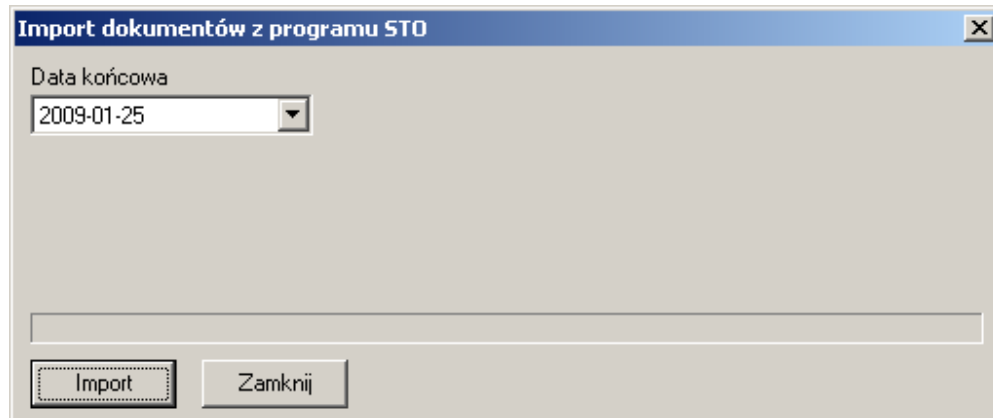 Import dokumentów z programu STO
Data końcowa
2009-01-25
Import
Zamknij